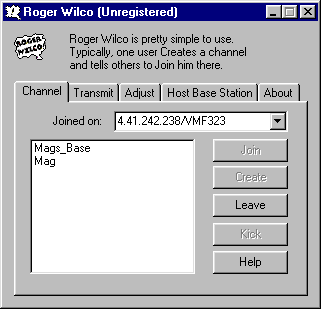 Roger Wilco (Unregistered)
ROGER WILCO!
Roger Wilco is pretty simple to use.
Typically, one user Creates a channel
and tells others to Join him there.
Channel Transmit Adjust Host Base Station About
Joined on: 4.41.242.238/VMF323
Mags_Base
Mag
Join
Create
Leave
Kick
Help